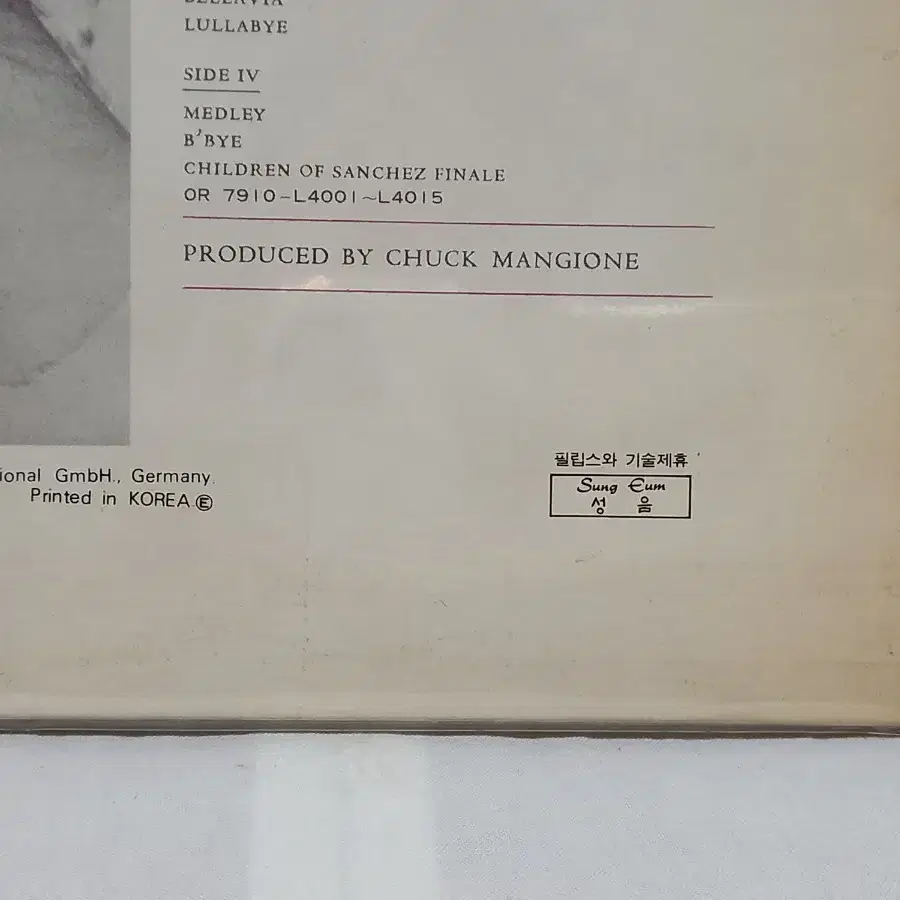 BELLAVIA
LULLABYE
SIDE IV
MEDLEY
B'BYE
CHILDREN OF SANCHEZ FINALE
OR 7910-L4001~L4015
PRODUCED BY CHUCK MANGIONE
GmbH., Germany.
Printed in KOREA Ⓔ
필립스와 기술제휴
Sung Eum
성 음